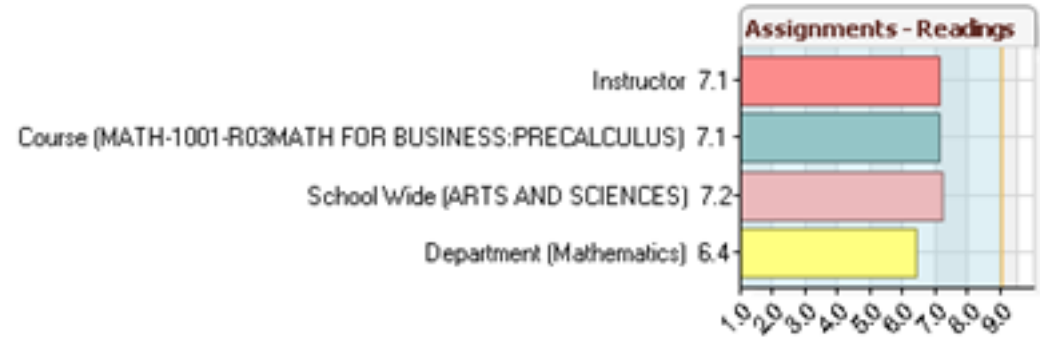 Assignments - Readings
Instructor 7.1
Course (MATH-1001-R03MATH FOR BUSINESS:PRECALCULUS) 7.1
School Wide (ARTS AND SCIENCES) 7.2
Department (Mathematics) 6.4
1.0 2.0 3.0 4.0 5.0 6.0 7.0 8.0 9.0